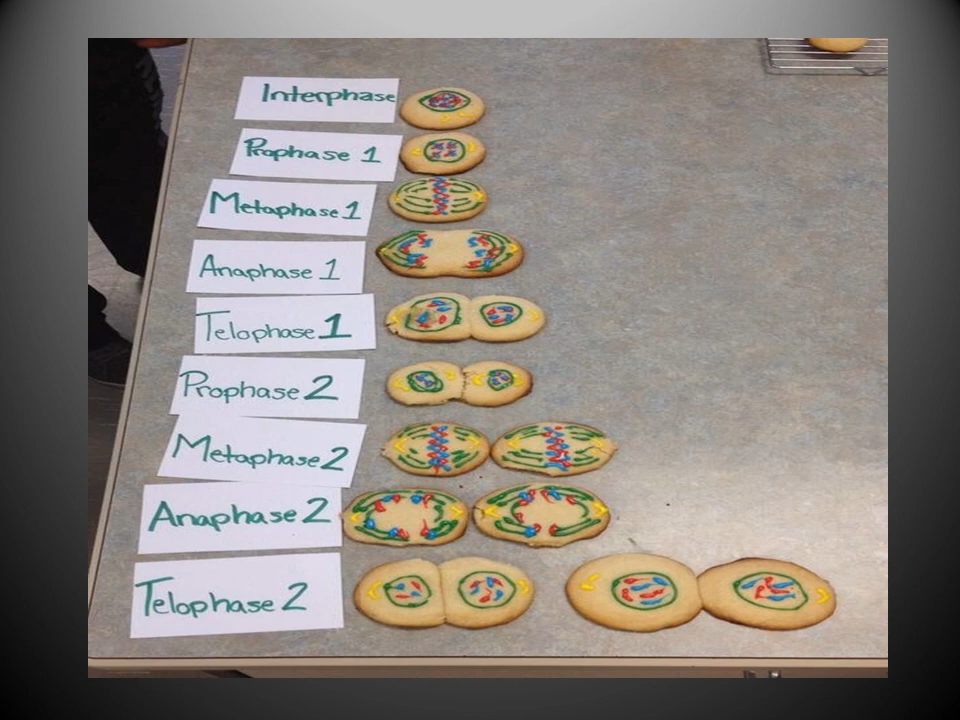 Interphase
Prophase 1
Metaphase 1
Anaphase 1
Telophase 1
Prophase 2
Metaphase 2
Anaphase 2
Telophase 2